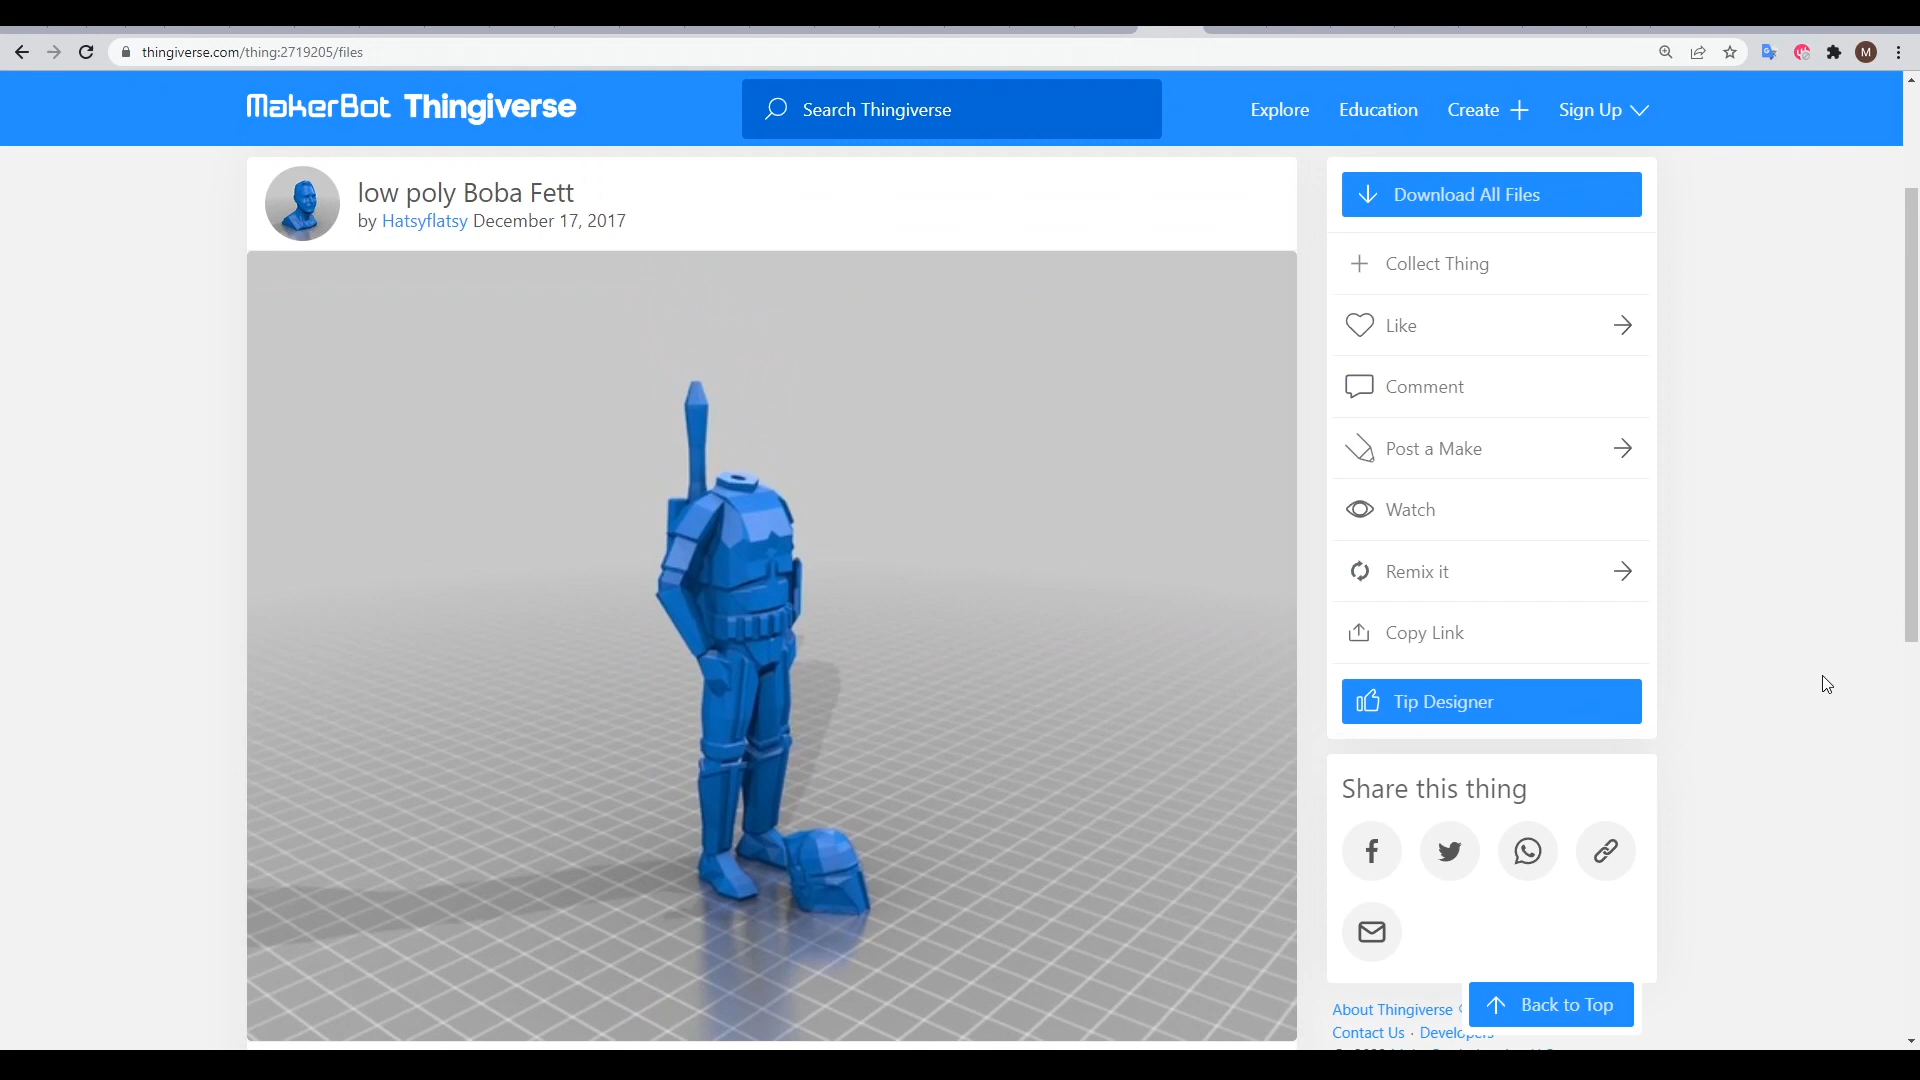 thingiverse.com/thing:2719205/files
M
MakerBot Thingiverse
Search Thingiverse
Explore
Education
Create
Sign Up
low poly Boba Fett
by Hatsyflatsy December 17, 2017
Download All Files
Collect Thing
Like
Comment
Post a Make
Watch
Remix it
Copy Link
Tip Designer
Share this thing
About Thingiverse
Back to Top
Contact Us · Developers